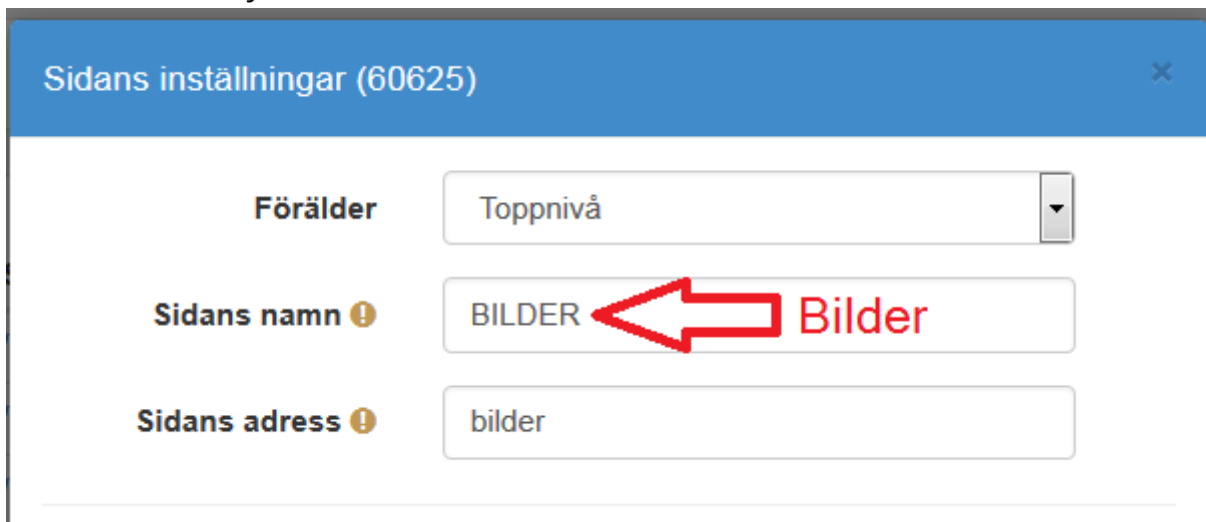 Sidans inställningar (60625) ×
Förälder Toppnivå
Sidans namn BILDER Bilder
Sidans adress bilder